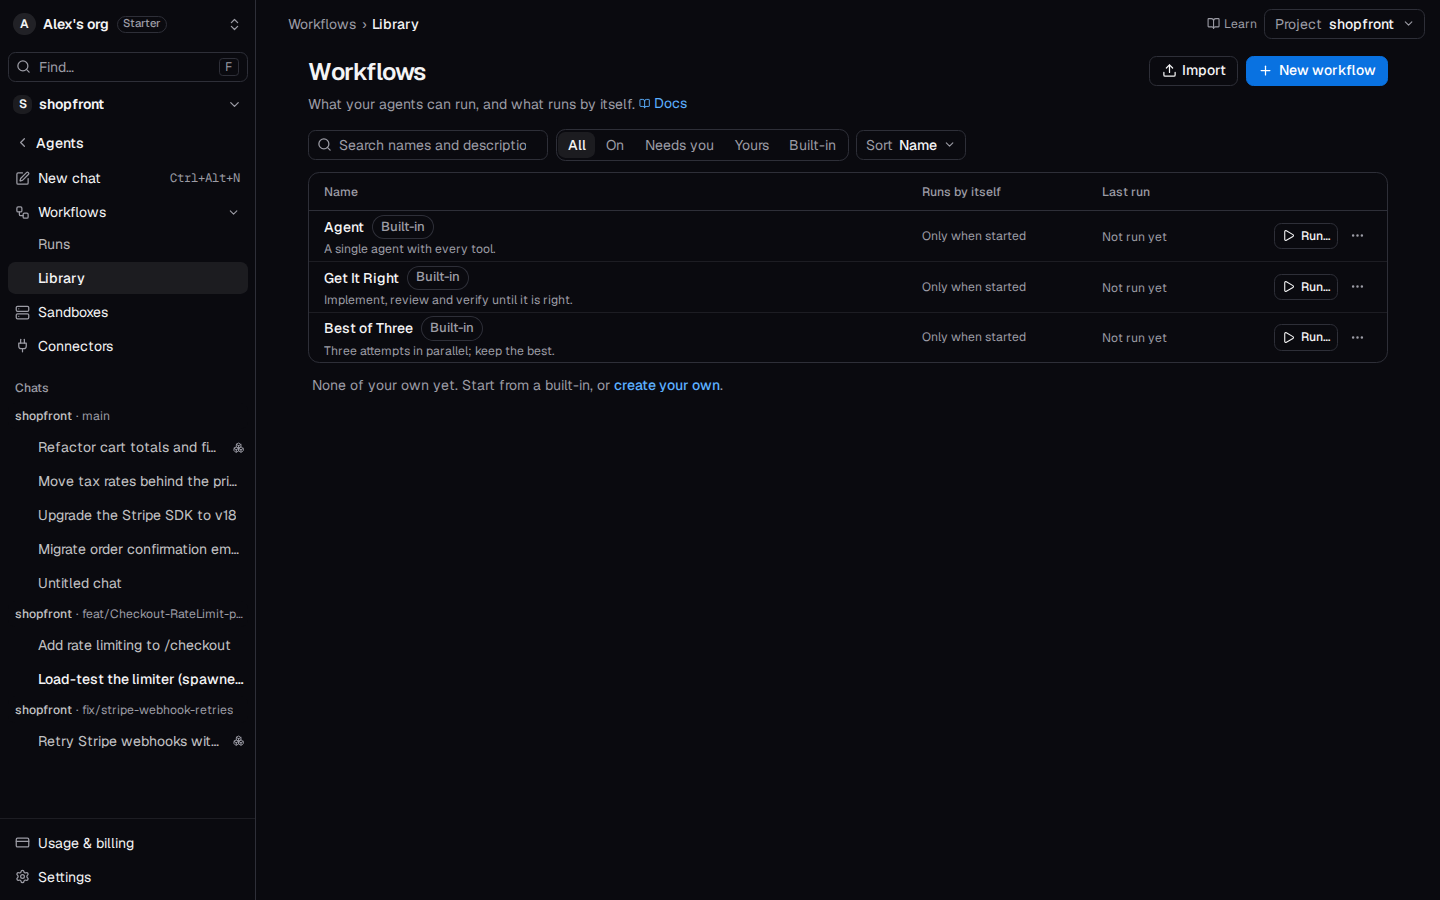 A Alex's org Starter
Find... F
S shopfront
Agents
New chat Ctrl+Alt+N
Workflows
Runs
Library
Sandboxes
Connectors
Chats
shopfront · main
Refactor cart totals and fi...
Move tax rates behind the pri...
Upgrade the Stripe SDK to v18
Migrate order confirmation em...
Untitled chat
shopfront · feat/Checkout-RateLimit-p...
Add rate limiting to /checkout
Load-test the limiter (spawne...
shopfront · fix/stripe-webhook-retries
Retry Stripe webhooks wit...
Usage & billing
Settings
Workflows › Library
Learn
Project shopfront
Workflows
Import
New workflow
What your agents can run, and what runs by itself. Docs
Search names and descriptio
All On Needs you Yours Built-in
Sort Name
Name Runs by itself Last run
Agent Built-in
A single agent with every tool.
Only when started Not run yet Run...
Get It Right Built-in
Implement, review and verify until it is right.
Only when started Not run yet Run...
Best of Three Built-in
Three attempts in parallel; keep the best.
Only when started Not run yet Run...
None of your own yet. Start from a built-in, or create your own.